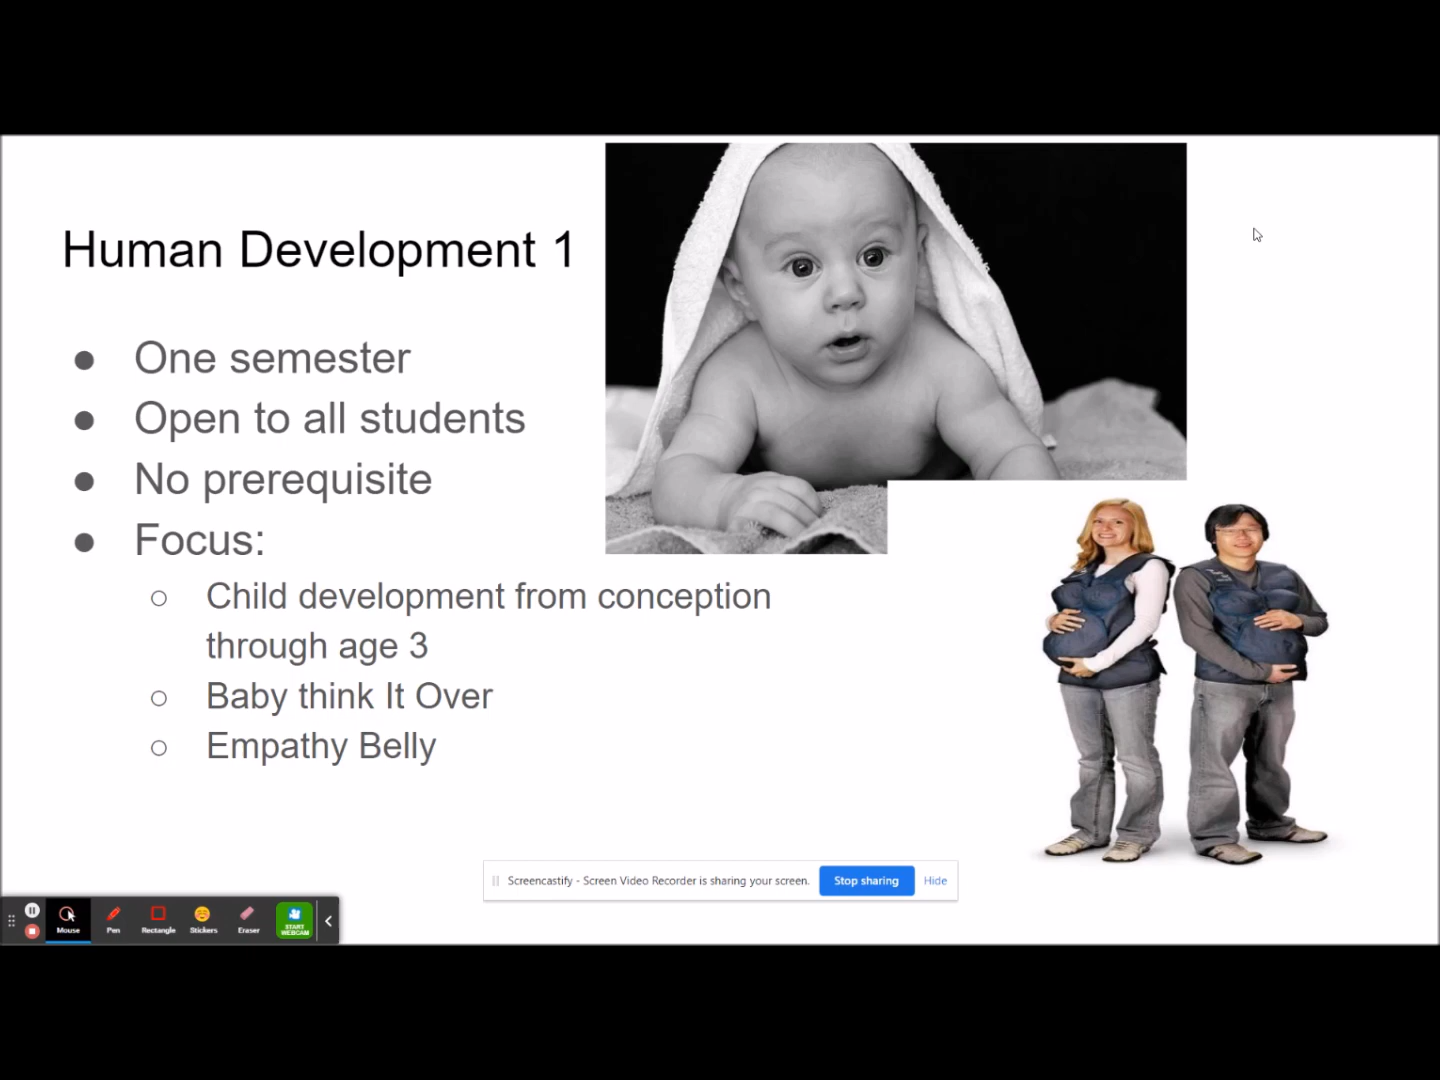 Human Development 1
● One semester
● Open to all students
● No prerequisite
● Focus:
○ Child development from conception
through age 3
○ Baby think It Over
○ Empathy Belly
Screencastify - Screen Video Recorder is sharing your screen. Stop sharing Hide
Mouse Pen Rectangle Stickers Eraser START
WEBCAM